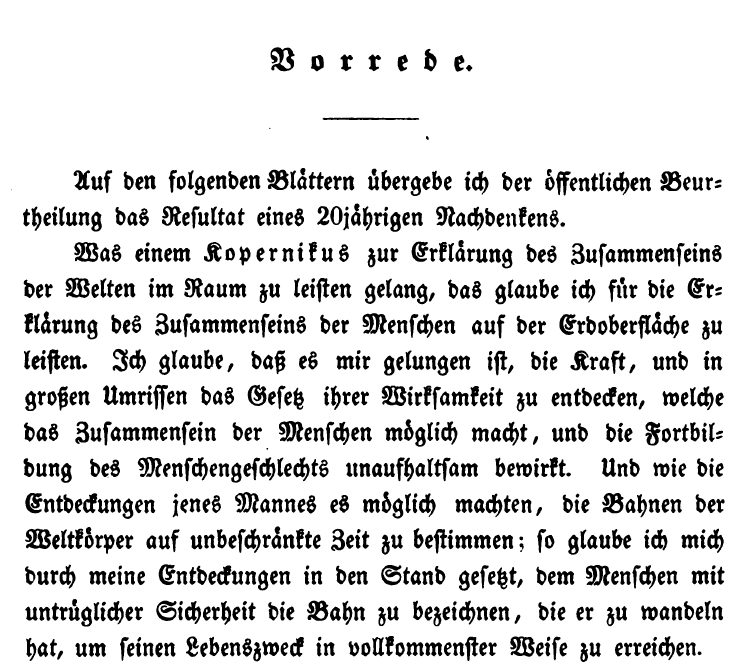 Vorrede.
Auf den folgenden Blättern übergebe ich der öffentlichen Beur-
theilung das Resultat eines 20jährigen Nachdenkens.
Was einem Kopernikus zur Erklärung des Zusammenseins
der Welten im Raum zu leisten gelang, das glaube ich für die Er-
klärung des Zusammenseins der Menschen auf der Erdoberfläche zu
leisten. Ich glaube, daß es mir gelungen ist, die Kraft, und in
großen Umrissen das Gesetz ihrer Wirksamkeit zu entdecken, welche
das Zusammensein der Menschen möglich macht, und die Fortbil-
dung des Menschengeschlechts unaufhaltsam bewirkt. Und wie die
Entdeckungen jenes Mannes es möglich machten, die Bahnen der
Weltkörper auf unbeschränkte Zeit zu bestimmen; so glaube ich mich
durch meine Entdeckungen in den Stand gesetzt, dem Menschen mit
untrüglicher Sicherheit die Bahn zu bezeichnen, die er zu wandeln
hat, um seinen Lebenszweck in vollkommenster Weise zu erreichen.